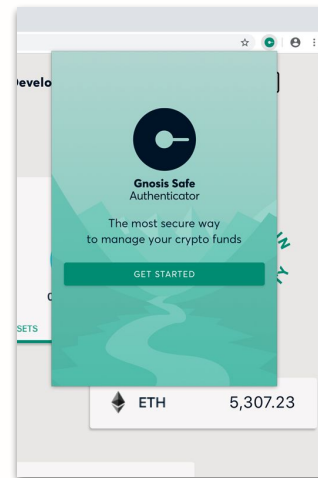 Develo
Gnosis Safe
Authenticator
The most secure way
to manage your crypto funds
GET STARTED
IN
SETS
ETH 5,307.23